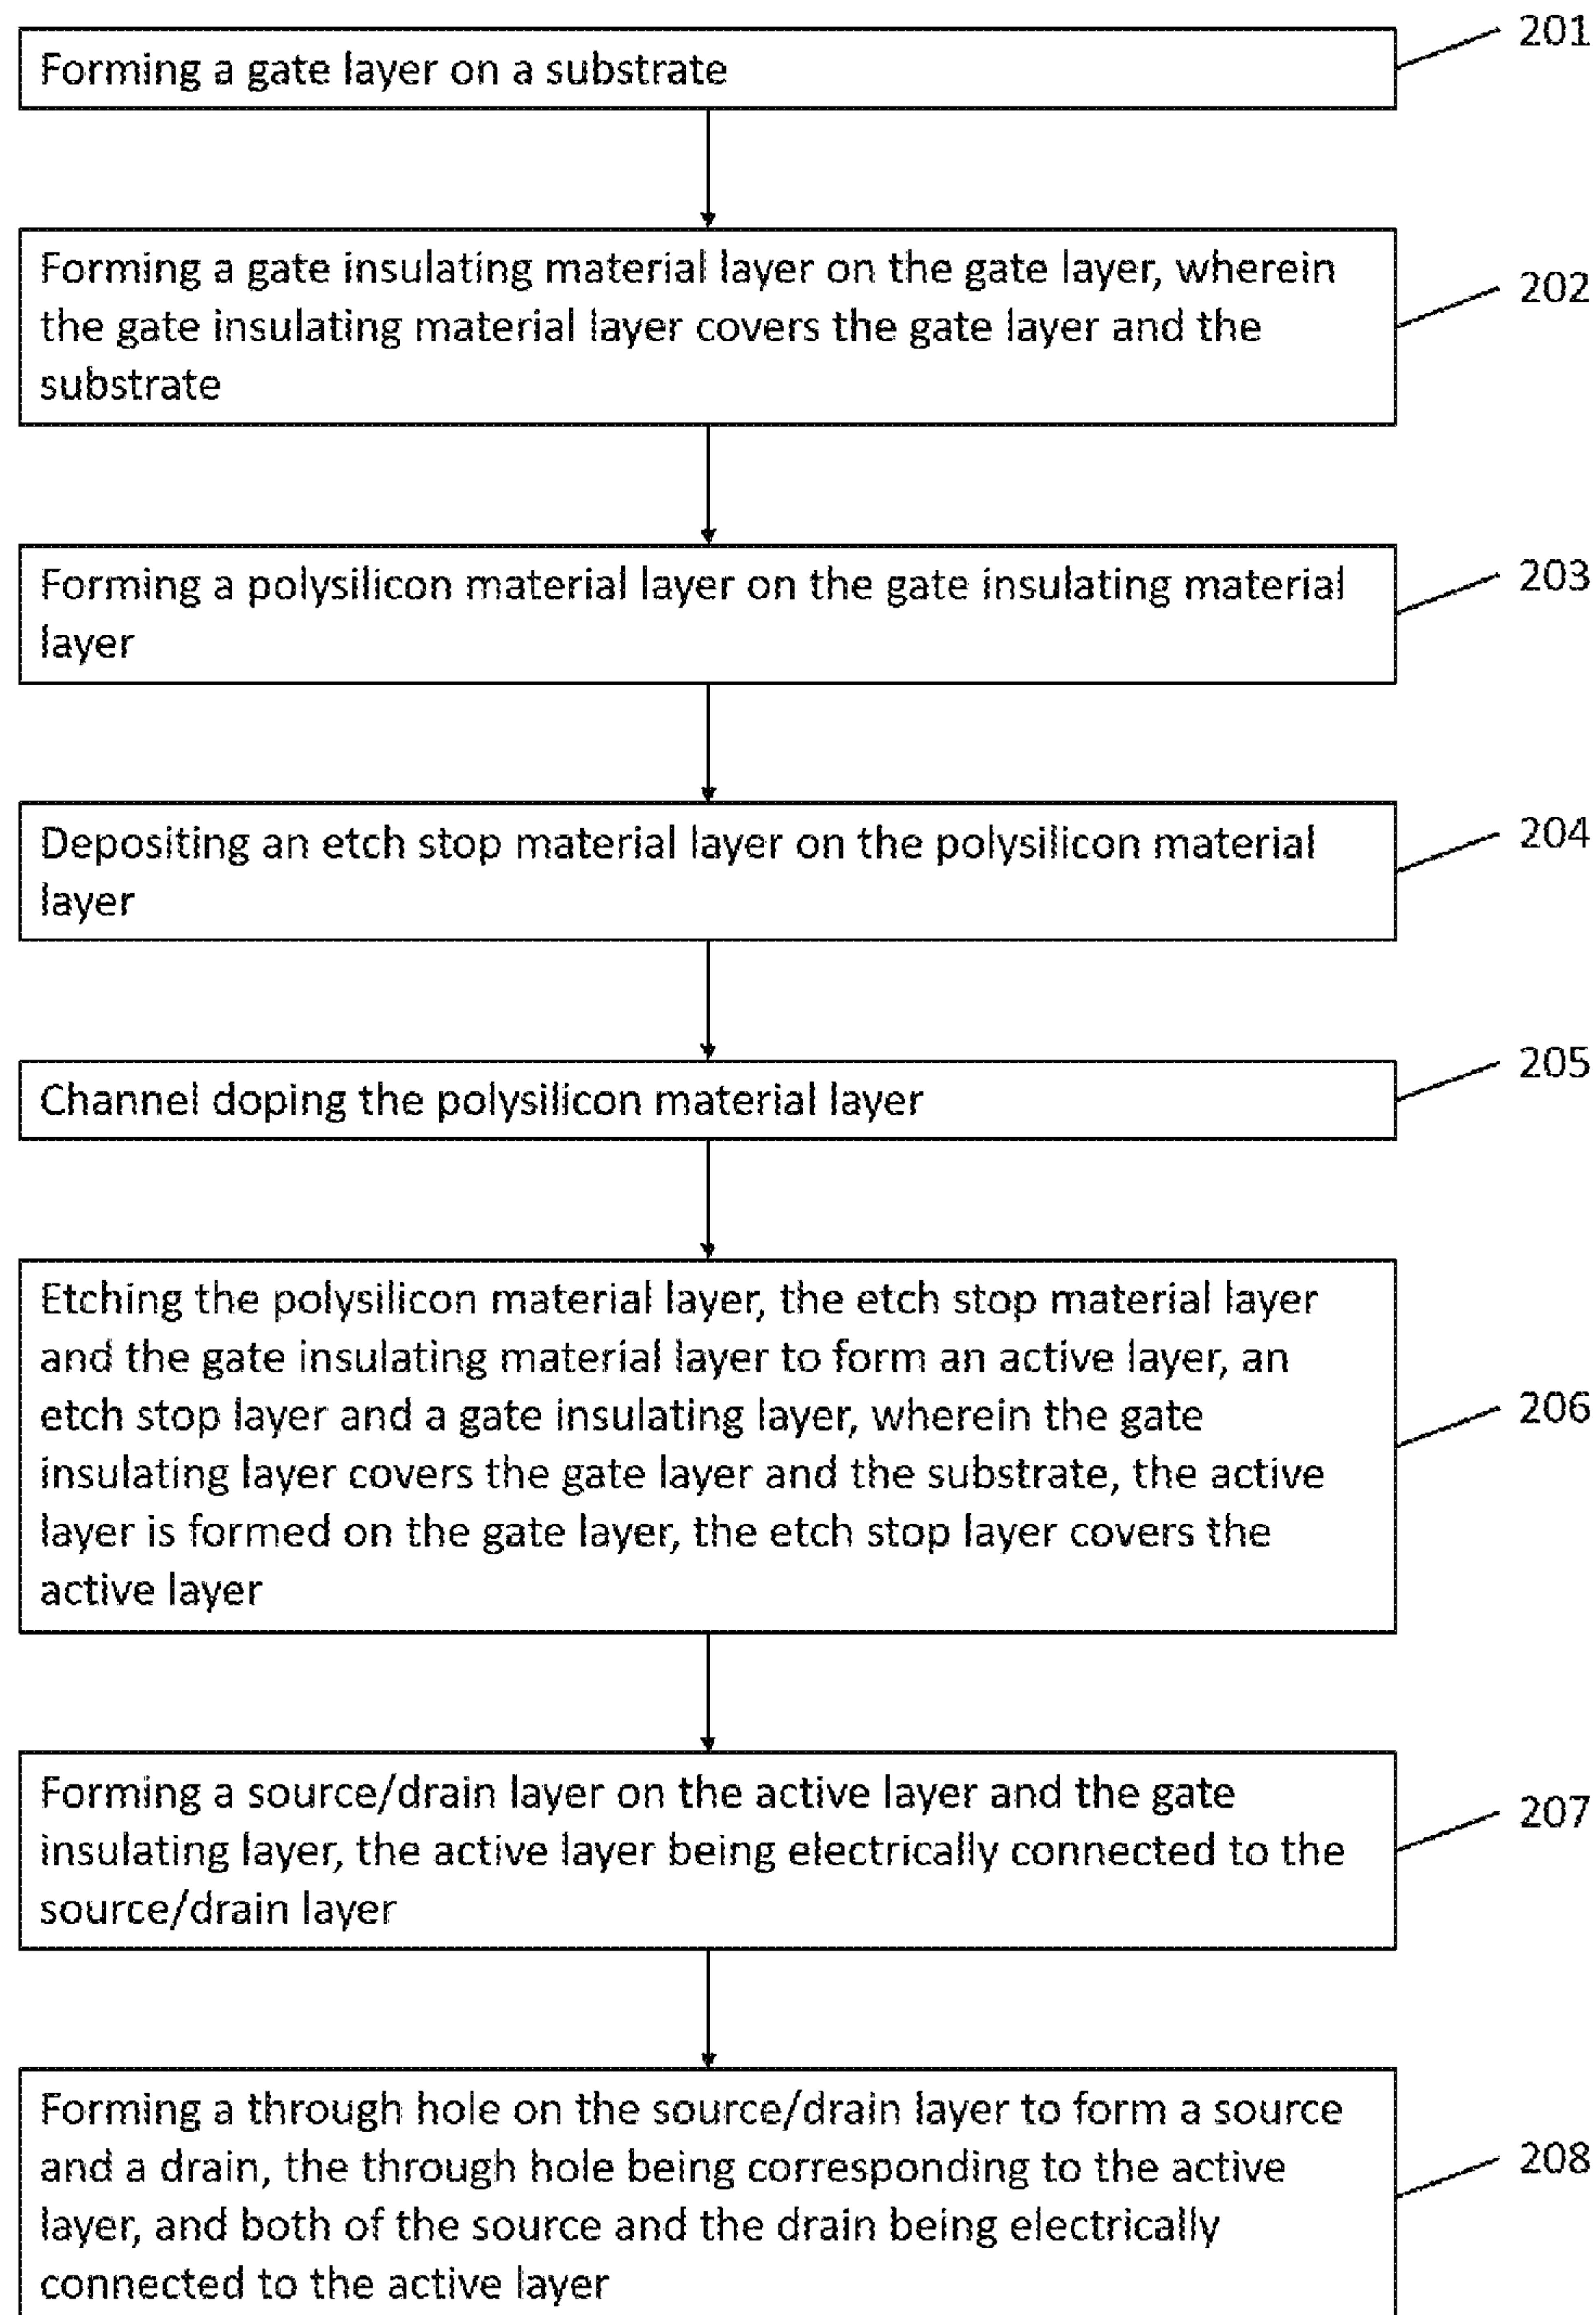 Forming a gate layer on a substrate
201
Forming a gate insulating material layer on the gate layer, wherein
the gate insulating material layer covers the gate layer and the
substrate
202
Forming a polysilicon material layer on the gate insulating material
layer
203
Depositing an etch stop material layer on the polysilicon material
layer
204
Channel doping the polysilicon material layer
205
Etching the polysilicon material layer, the etch stop material layer
and the gate insulating material layer to form an active layer, an
etch stop layer and a gate insulating layer, wherein the gate
insulating layer covers the gate layer and the substrate, the active
layer is formed on the gate layer, the etch stop layer covers the
active layer
206
Forming a source/drain layer on the active layer and the gate
insulating layer, the active layer being electrically connected to the
source/drain layer
207
Forming a through hole on the source/drain layer to form a source
and a drain, the through hole being corresponding to the active
layer, and both of the source and the drain being electrically
connected to the active layer
208